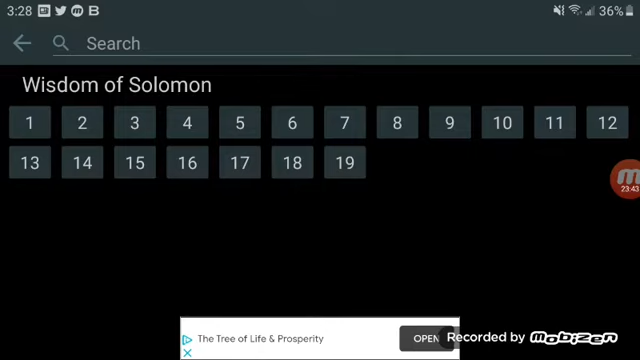 3:28 B 36%
Search
Wisdom of Solomon
1 2 3 4 5 6 7 8 9 10 11 12
13 14 15 16 17 18 19
23:43
The Tree of Life & Prosperity
OPEN
Recorded by mobizen